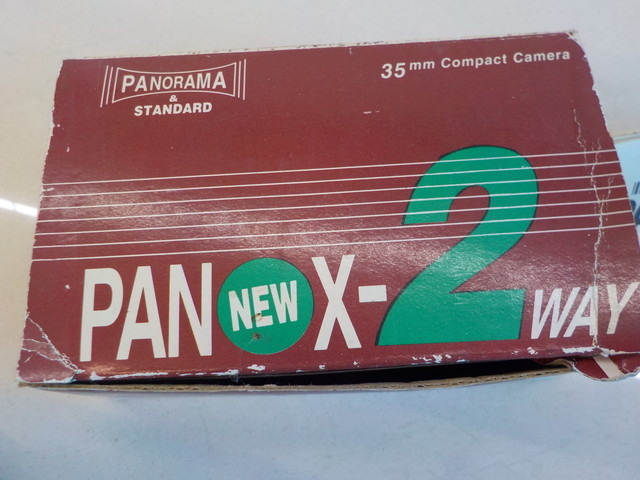 PANORAMA
&
STANDARD
35mm Compact Camera
PAN NEW X-2 WAY